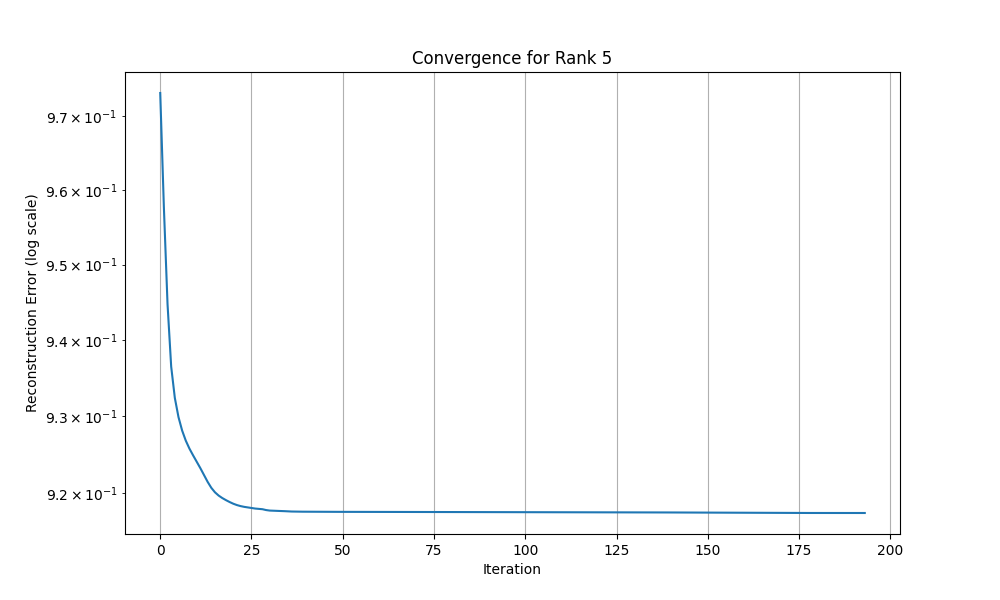 Convergence for Rank 5
Reconstruction Error (log scale)
9.7 × 10⁻¹
9.6 × 10⁻¹
9.5 × 10⁻¹
9.4 × 10⁻¹
9.3 × 10⁻¹
9.2 × 10⁻¹
0 25 50 75 100 125 150 175 200
Iteration